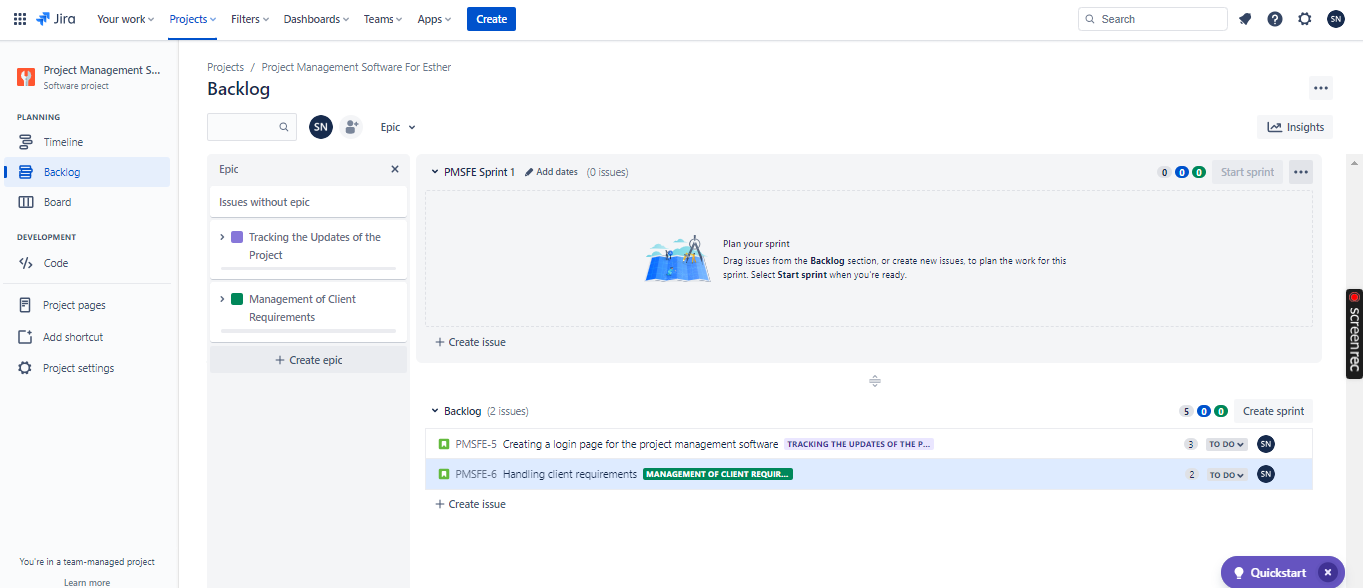 Jira
Your work
Projects
Filters
Dashboards
Teams
Apps
Create
Search
SN
Project Management S...
Software project
PLANNING
Timeline
Backlog
Board
DEVELOPMENT
Code
Project pages
Add shortcut
Project settings
You're in a team-managed project
Learn more
Projects / Project Management Software For Esther
Backlog
SN
Epic
Insights
Epic
Issues without epic
Tracking the Updates of the
Project
Management of Client
Requirements
+ Create epic
PMSFE Sprint 1 Add dates (0 issues)
0 0 0 Start sprint
Plan your sprint
Drag issues from the Backlog section, or create new issues, to plan the work for this
sprint. Select Start sprint when you're ready.
+ Create issue
Backlog (2 issues)
5 0 0 Create sprint
PMSFE-5 Creating a login page for the project management software TRACKING THE UPDATES OF THE P... 3 TO DO SN
PMSFE-6 Handling client requirements MANAGEMENT OF CLIENT REQUIR... 2 TO DO SN
+ Create issue
screenrec
Quickstart